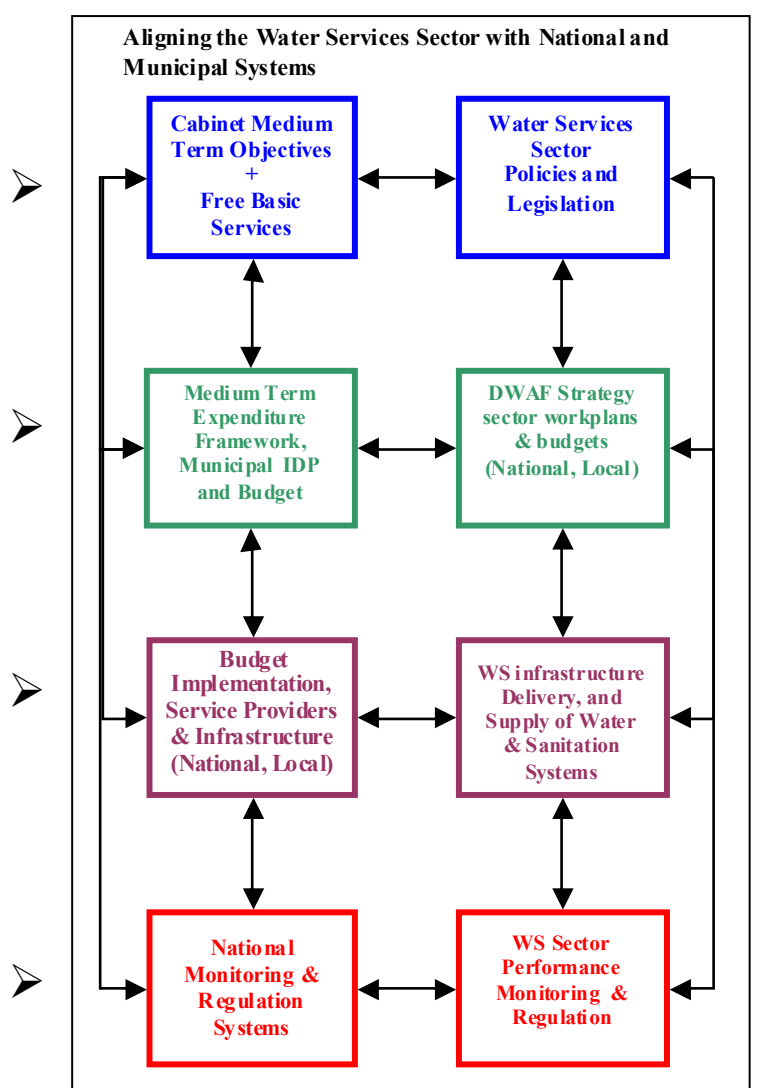 Aligning the Water Services Sector with National and
Municipal Systems
Cabinet Medium
Term Objectives
+
Free Basic
Services
Water Services
Sector
Policies and
Legislation
Medium Term
Expenditure
Framework,
Municipal IDP
and Budget
DWAF Strategy
sector workplans
& budgets
(National, Local)
Budget
Implementation,
Service Providers
& Infrastructure
(National, Local)
WS infrastructure
Delivery, and
Supply of Water
& Sanitation
Systems
National
Monitoring &
Regulation
Systems
WS Sector
Performance
Monitoring &
Regulation